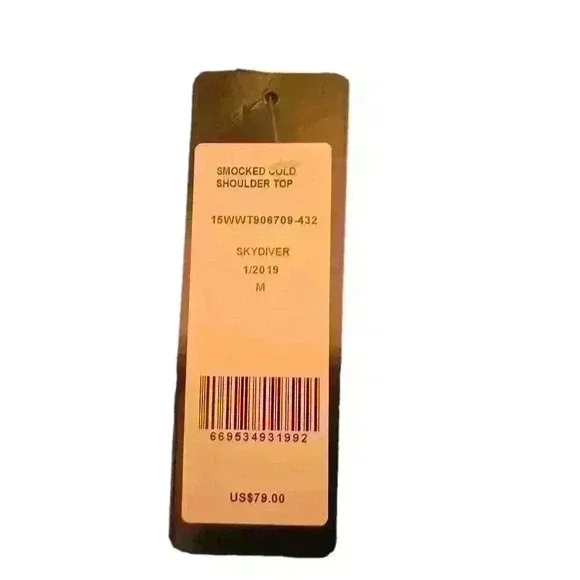 SMOCKED COLD
SHOULDER TOP
15WWT906709-432
SKYDIVER
1/2019
M
669534931992
US$79.00